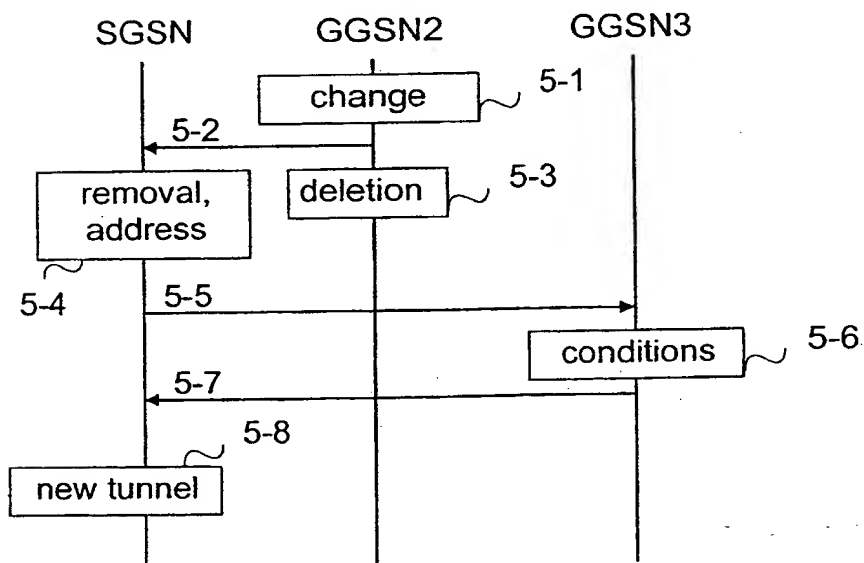 SGSN GGSN2 GGSN3
change 5-1
5-2
removal, address
deletion 5-3
5-4
5-5
conditions 5-6
5-7
5-8
new tunnel